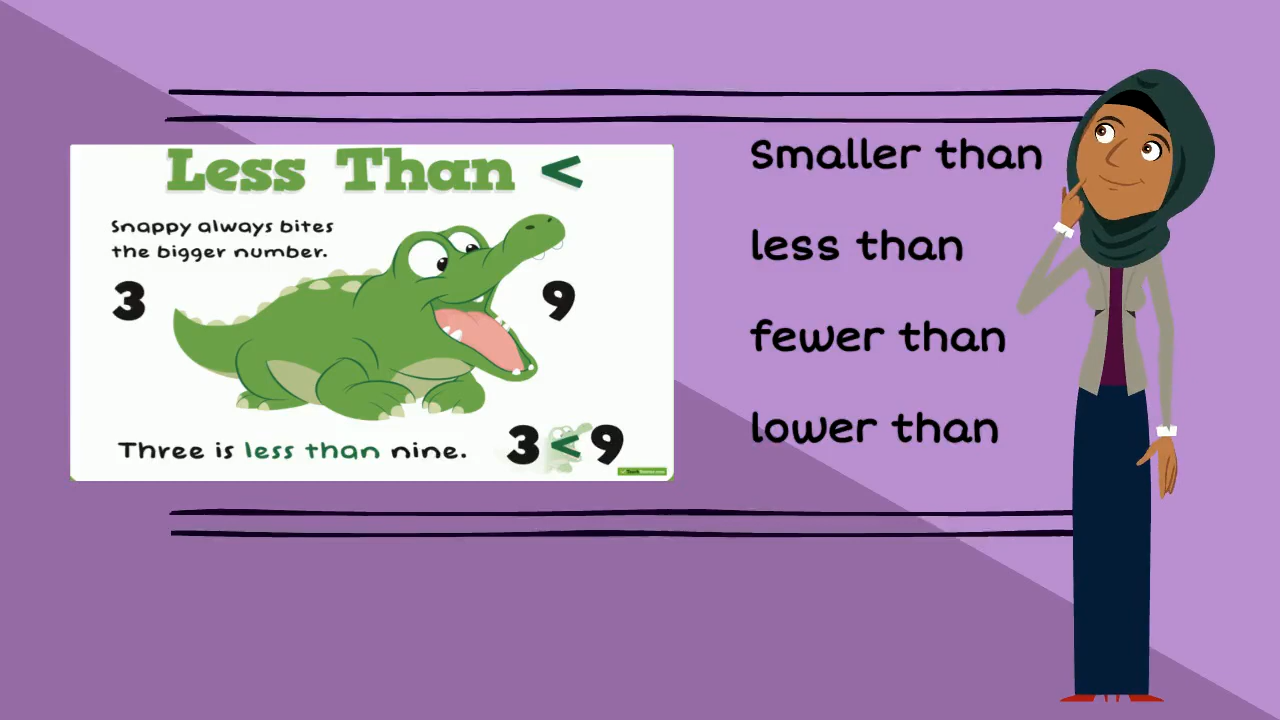 Less Than <
Snappy always bites
the bigger number.
3
9
Three is less than nine.
3 < 9
Smaller than
less than
fewer than
lower than